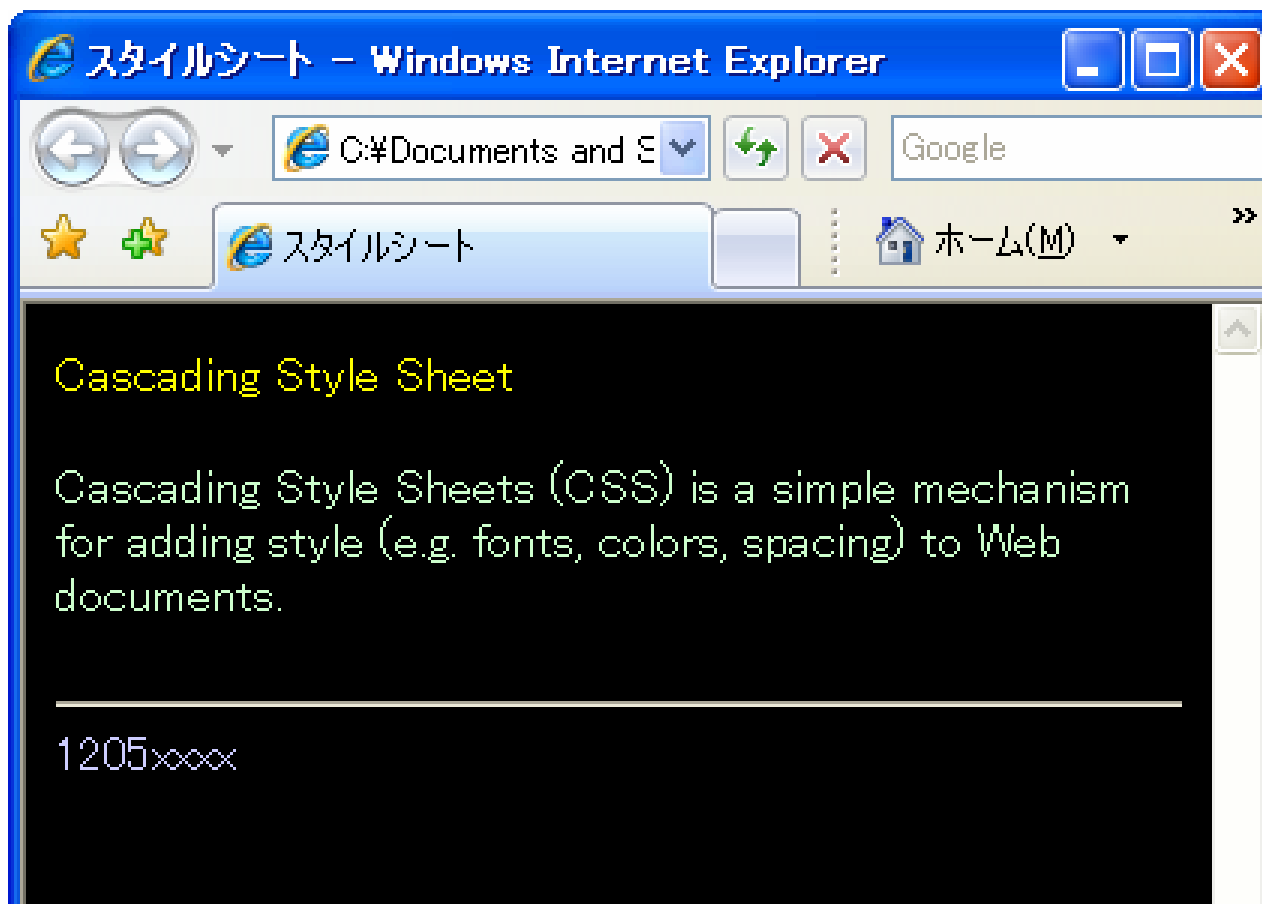 スタイルシート - Windows Internet Explorer
C:¥Documents and S
Google
スタイルシート
ホーム(M)
»
Cascading Style Sheet
Cascading Style Sheets (CSS) is a simple mechanism
for adding style (e.g. fonts, colors, spacing) to Web
documents.
1205xxxx